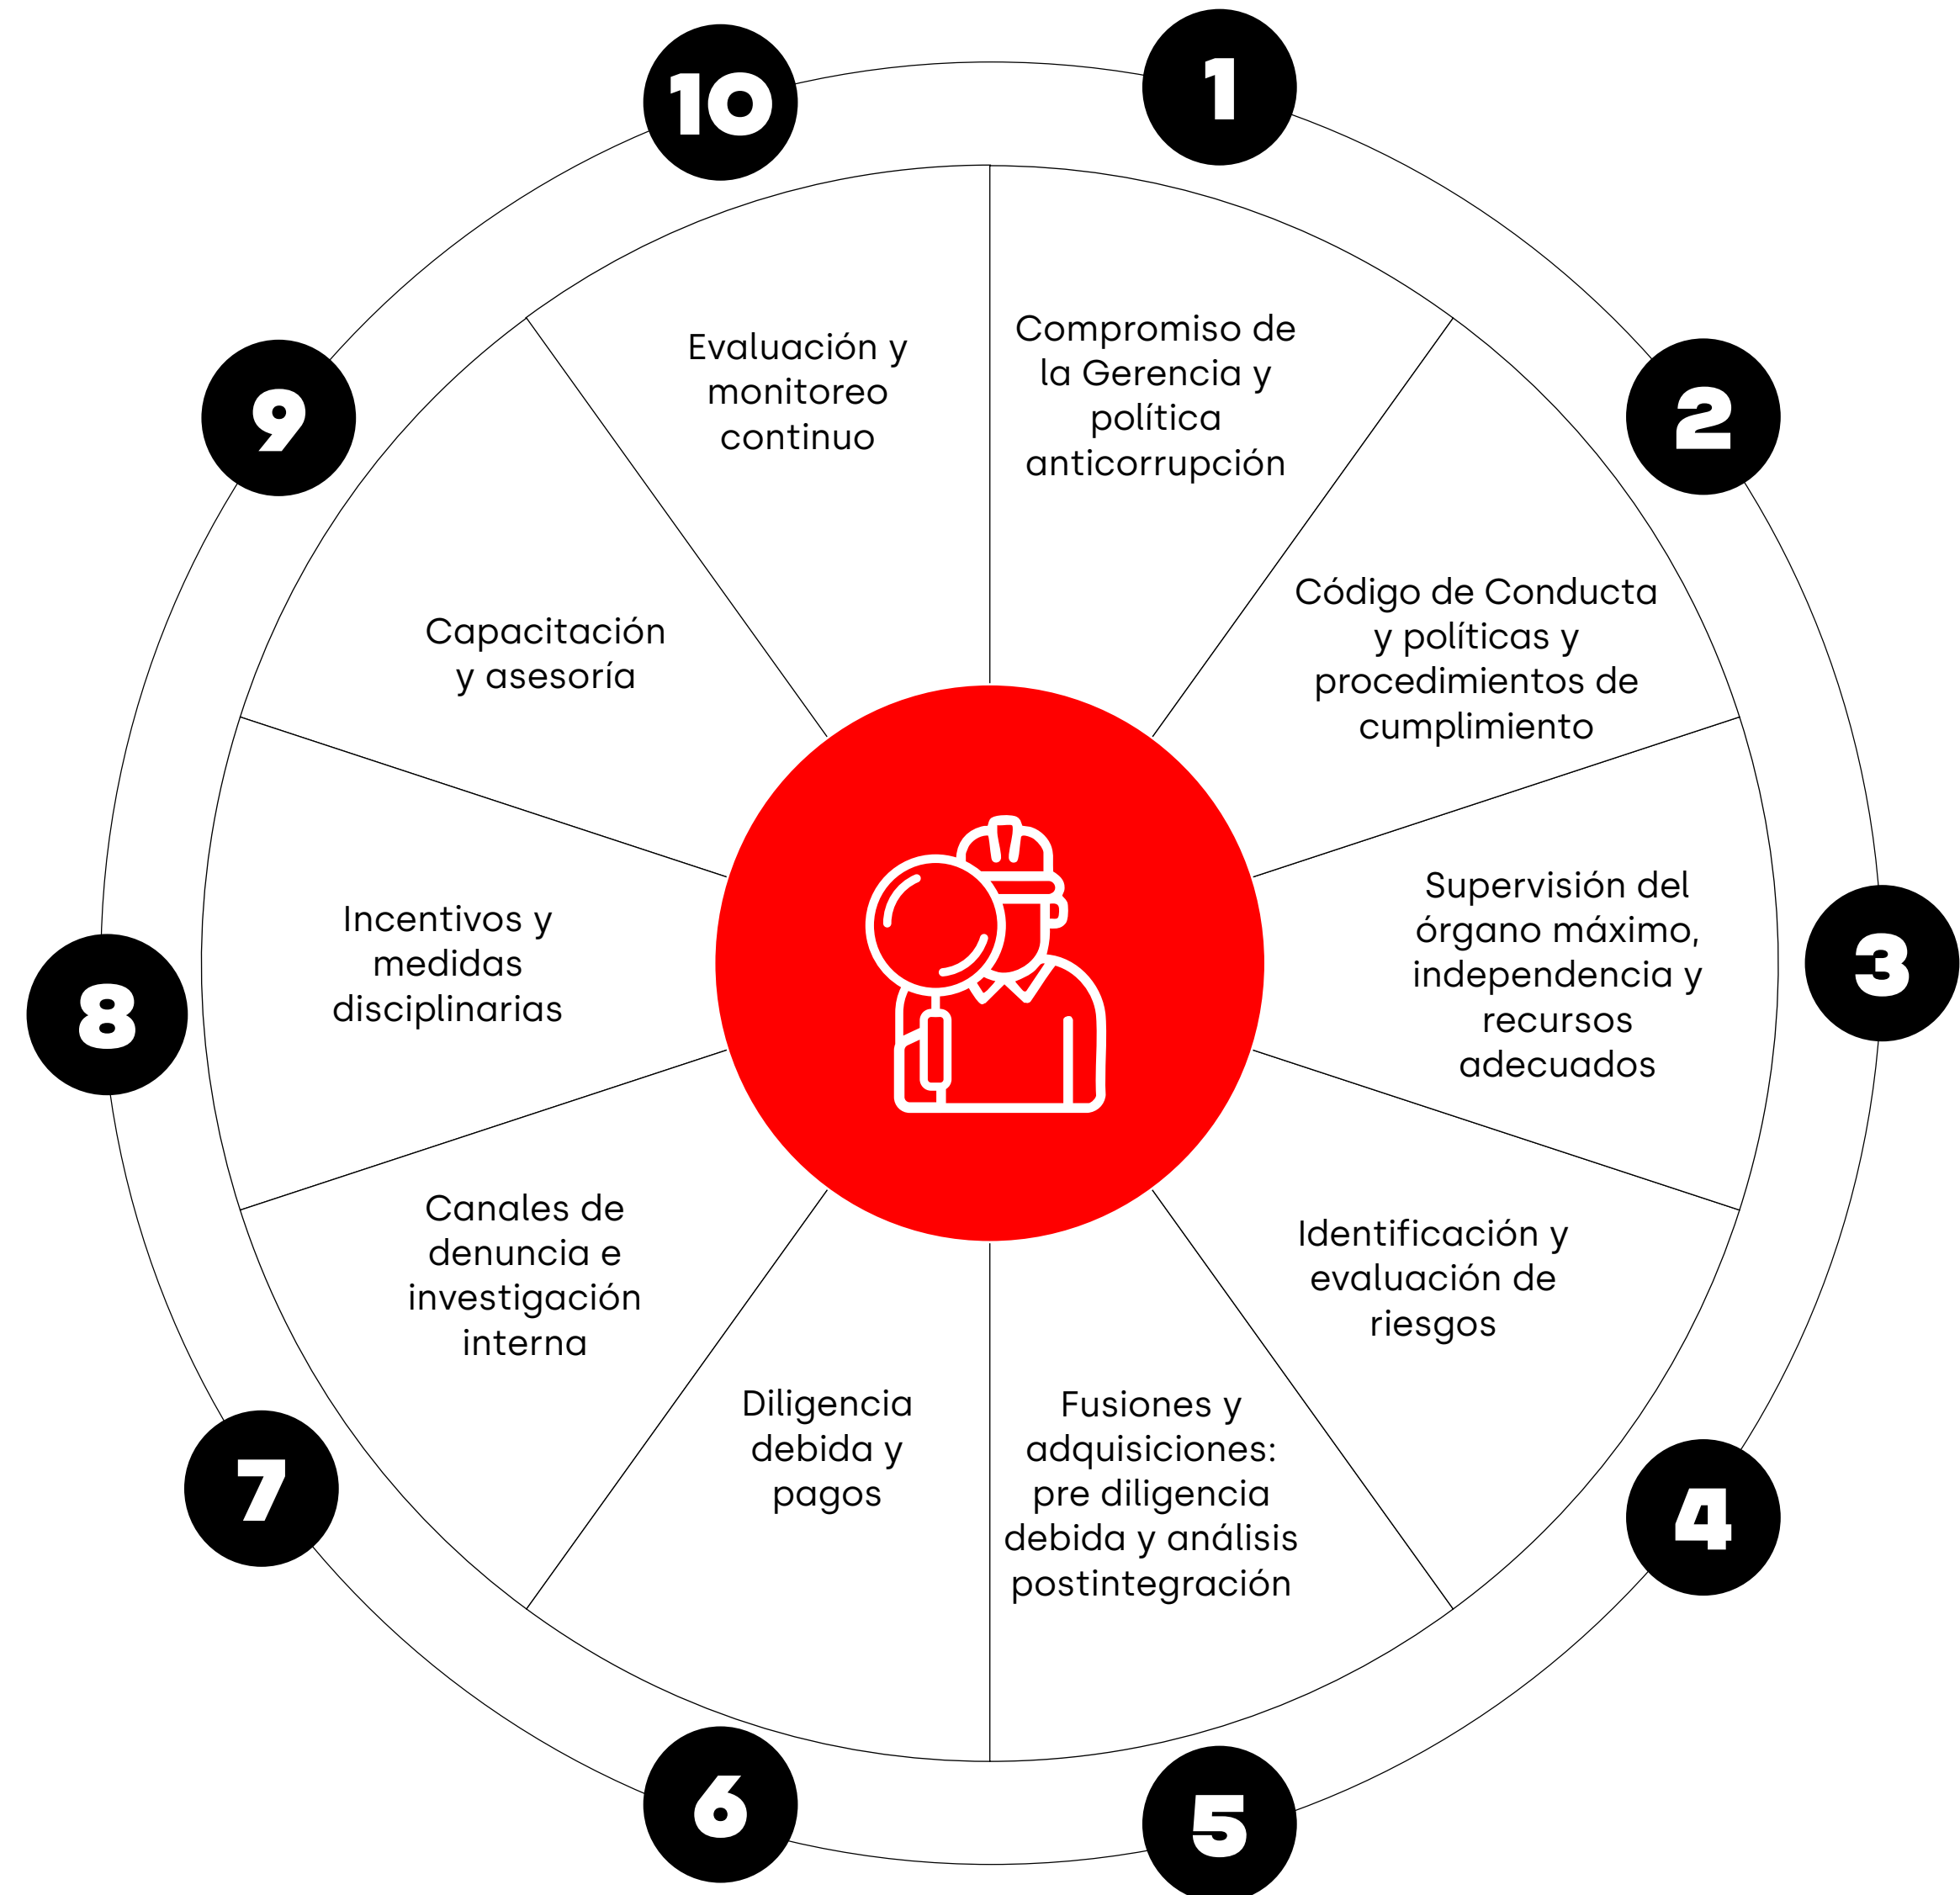 1
Compromiso de
la Gerencia y
política
anticorrupción
2
Código de Conducta
y políticas y
procedimientos de
cumplimiento
3
Supervisión del
órgano máximo,
independencia y
recursos
adecuados
4
Identificación y
evaluación de
riesgos
5
Fusiones y
adquisiciones:
pre diligencia
debida y análisis
postintegración
6
Diligencia
debida y
pagos
7
Canales de
denuncia e
investigación
interna
8
Incentivos y
medidas
disciplinarias
9
Capacitación
y asesoría
10
Evaluación y
monitoreo
continuo